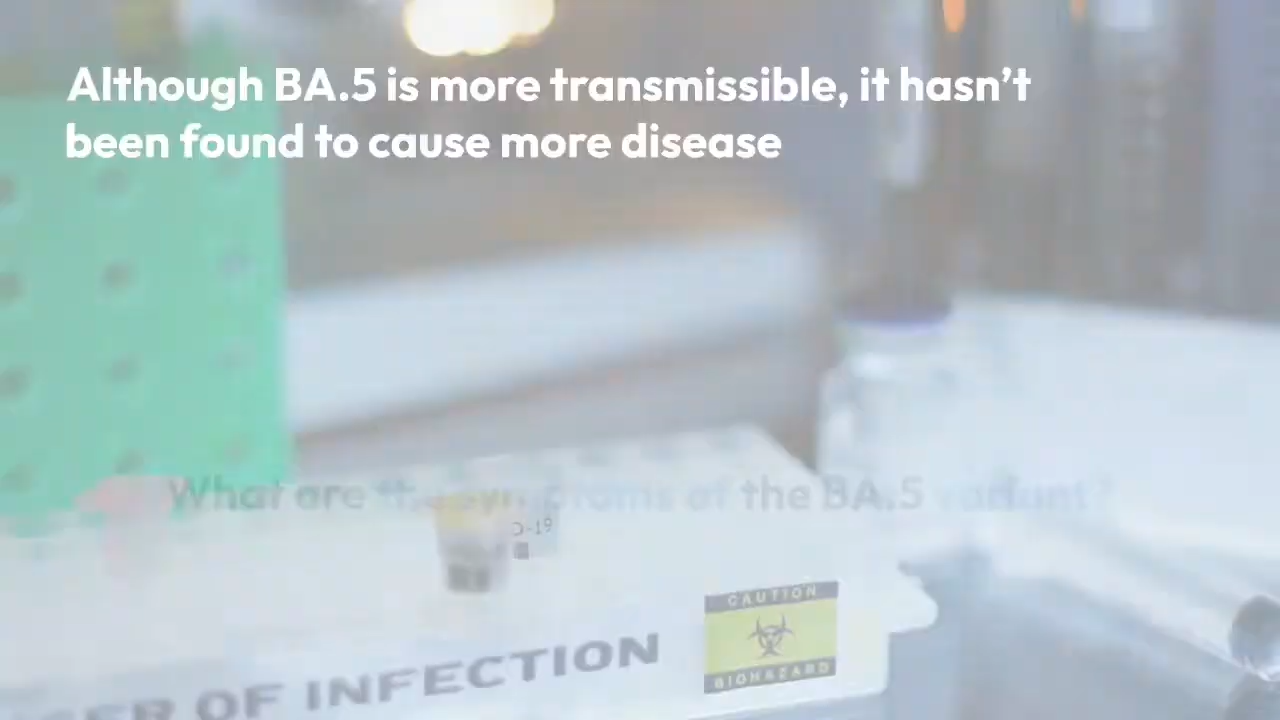 Although BA.5 is more transmissible, it hasn’t
been found to cause more disease
What are the symptoms of the BA.5 variant?
-19
OF INFECTION
CAUTION
BIOHAZARD